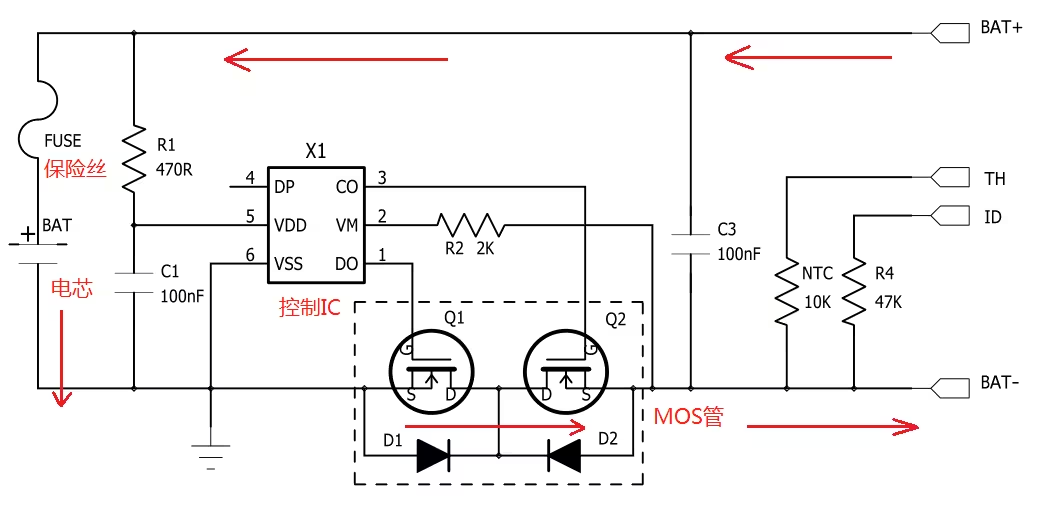 BAT+
FUSE
保险丝
R1
470R
X1
4
DP
CO
3
TH
5
VDD
VM
2
ID
R2 2K
BAT
C3
100nF
6
VSS
DO
1
C1
100nF
电芯
控制IC
NTC
10K
R4
47K
Q1
Q2
G
G
S
D
D
S
BAT-
MOS管
D1
D2